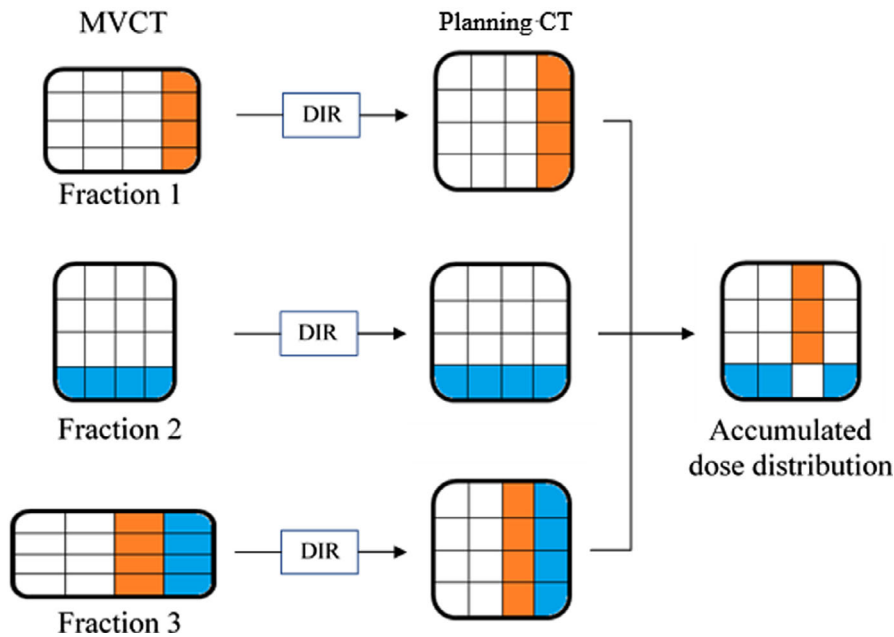 MVCT
Planning CT
DIR
Fraction 1
DIR
Fraction 2
Accumulated
dose distribution
DIR
Fraction 3